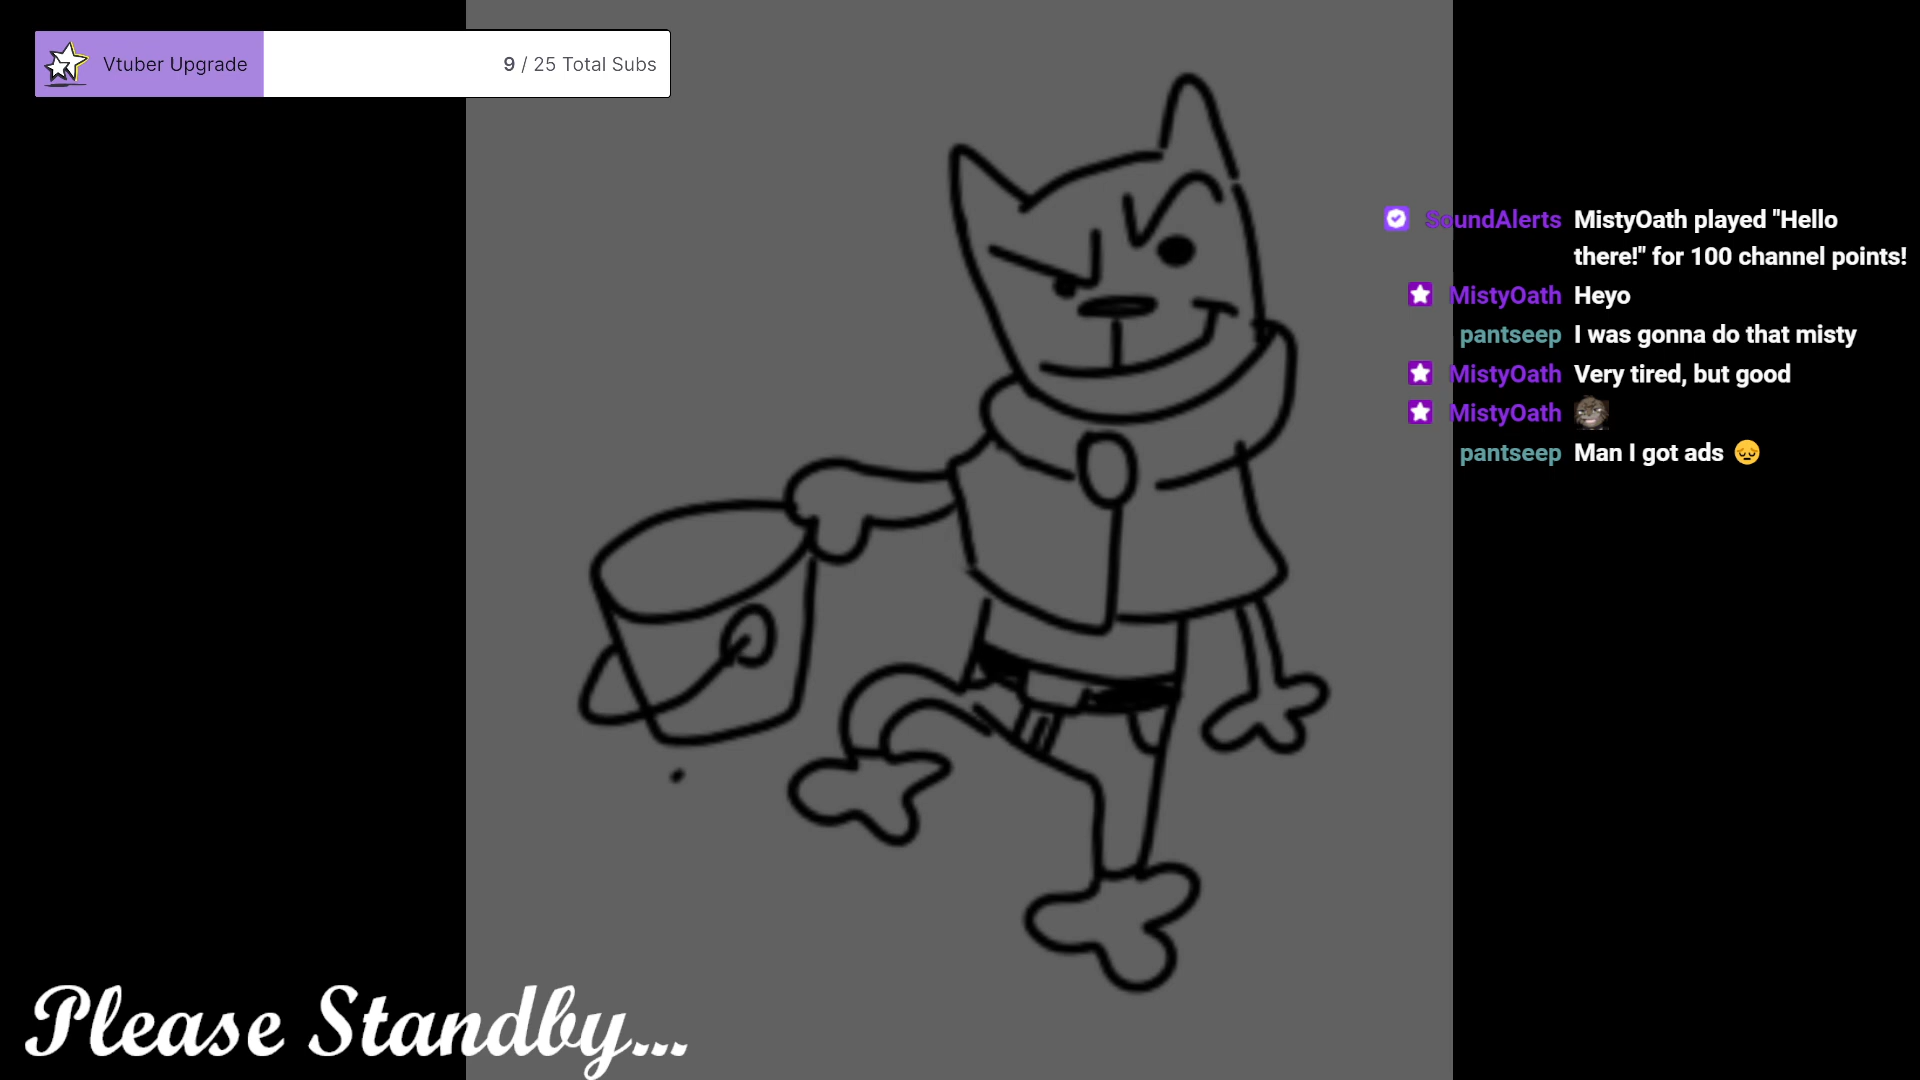 Vtuber Upgrade 9 / 25 Total Subs
SoundAlerts MistyOath played "Hello
there!" for 100 channel points!
MistyOath Heyo
pantseep I was gonna do that misty
MistyOath Very tired, but good
MistyOath
pantseep Man I got ads 😔
Please Standby...